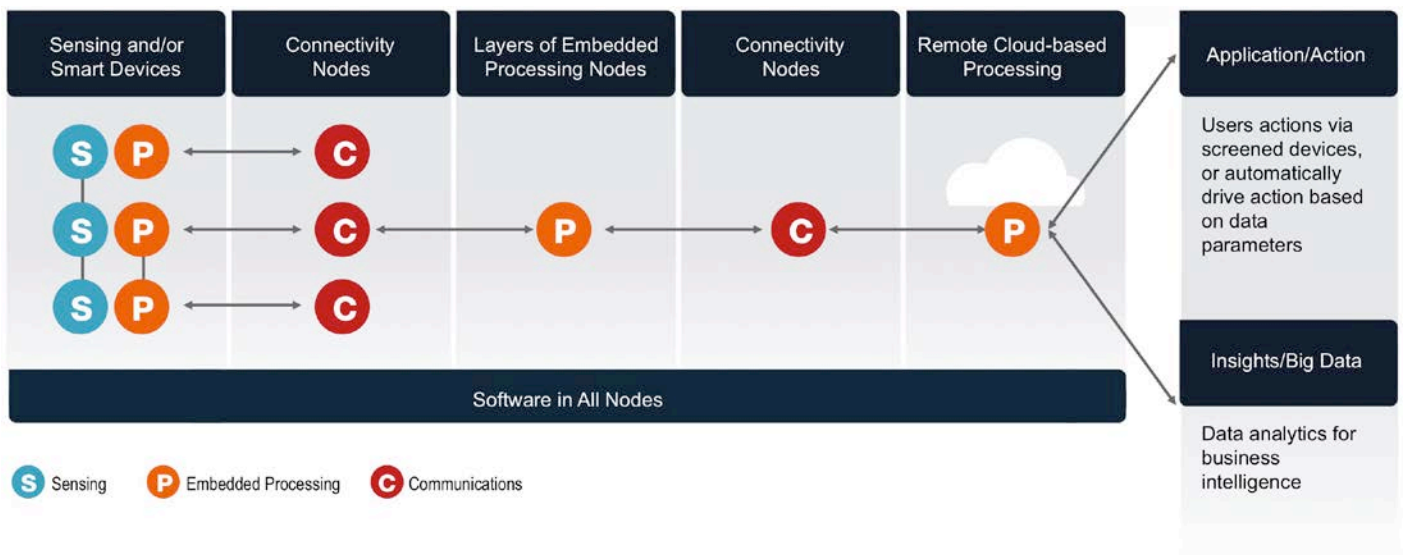 Sensing and/or
Smart Devices
Connectivity
Nodes
Layers of Embedded
Processing Nodes
Connectivity
Nodes
Remote Cloud-based
Processing
Application/Action
S P C
S P C P C P
S P C
Users actions via
screened devices,
or automatically
drive action based
on data
parameters
Insights/Big Data
Data analytics for
business
intelligence
Software in All Nodes
S Sensing
P Embedded Processing
C Communications